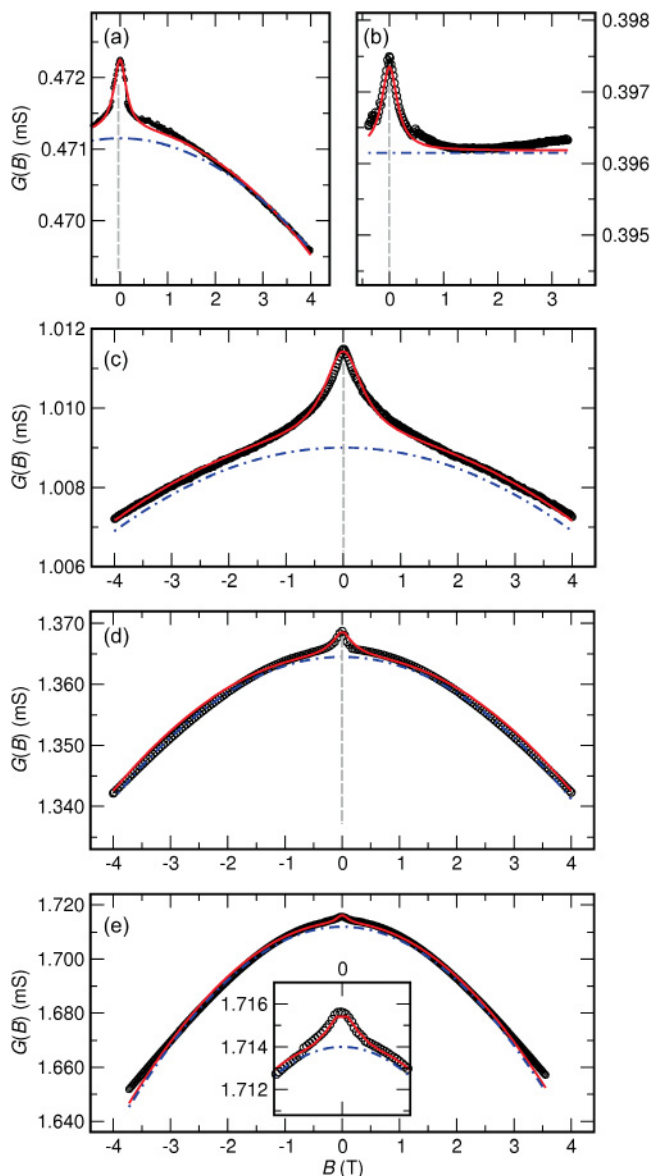 (a)
G(B) (mS)
0.472
0.471
0.470
0 1 2 3 4
(b)
0.398
0.397
0.396
0.395
0 1 2 3
B (T)
(c)
G(B) (mS)
1.012
1.010
1.008
1.006
-4 -3 -2 -1 0 1 2 3 4
(d)
G(B) (mS)
1.370
1.360
1.350
1.340
-4 -3 -2 -1 0 1 2 3 4
(e)
G(B) (mS)
1.720
1.700
1.680
1.660
1.640
0
1.716
1.714
1.712
-4 -3 -2 -1 0 1 2 3 4
B (T)